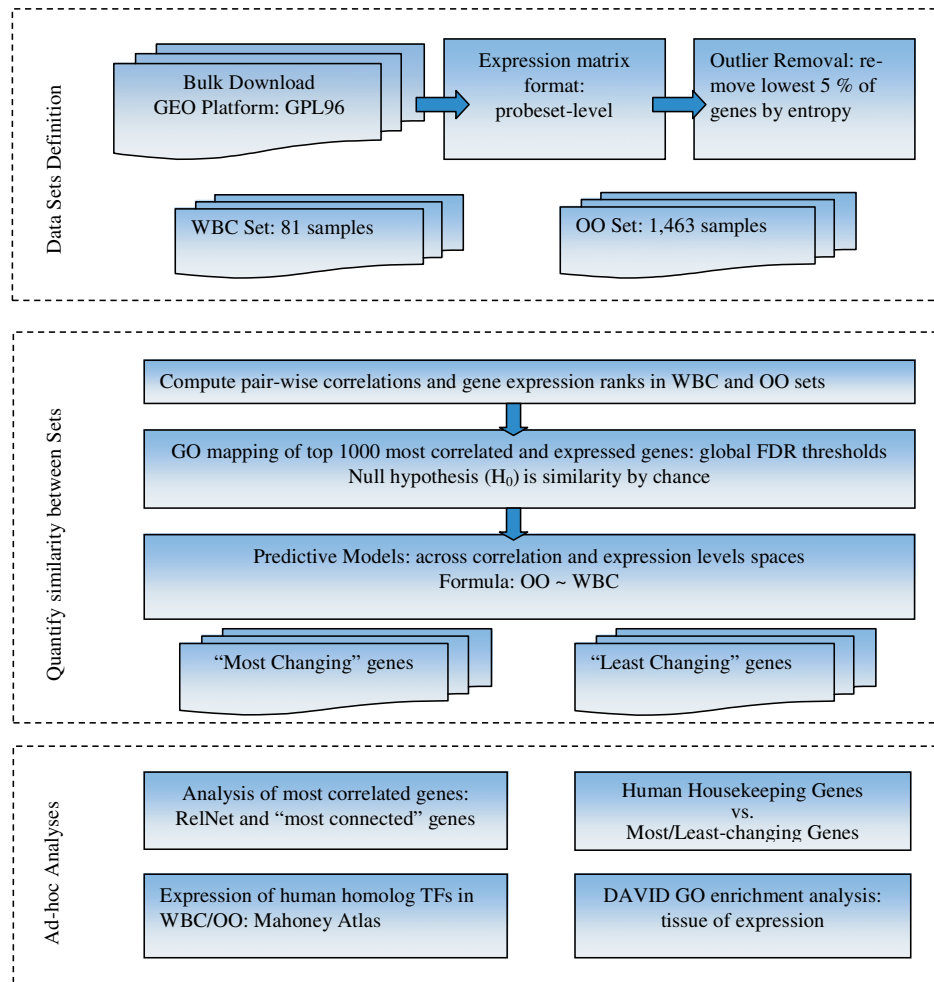 Data Sets Definition
Bulk Download
GEO Platform: GPL96
Expression matrix
format:
probeset-level
Outlier Removal: re-
move lowest 5 % of
genes by entropy
WBC Set: 81 samples
OO Set: 1,463 samples
Quantify similarity between Sets
Compute pair-wise correlations and gene expression ranks in WBC and OO sets
GO mapping of top 1000 most correlated and expressed genes: global FDR thresholds
Null hypothesis (H₀) is similarity by chance
Predictive Models: across correlation and expression levels spaces
Formula: OO ~ WBC
“Most Changing” genes
“Least Changing” genes
Ad-hoc Analyses
Analysis of most correlated genes:
RelNet and “most connected” genes
Human Housekeeping Genes
vs.
Most/Least-changing Genes
Expression of human homolog TFs in
WBC/OO: Mahoney Atlas
DAVID GO enrichment analysis:
tissue of expression